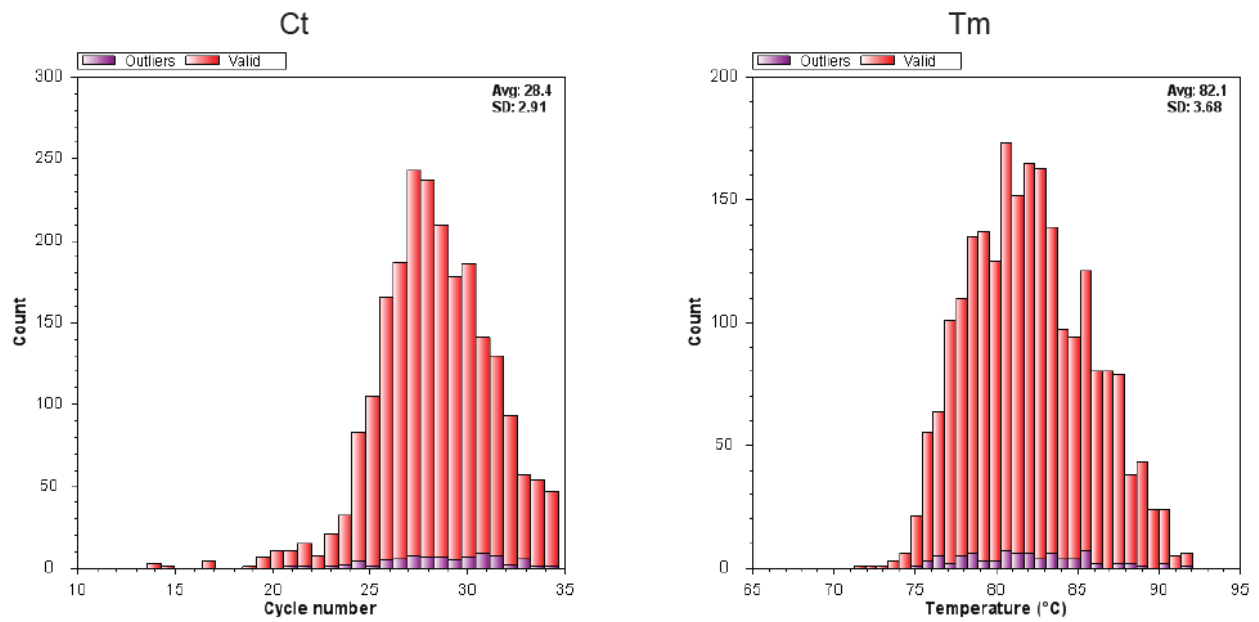 Ct
Outliers Valid
300
250
200
150
100
50
0
Avg: 28.4
SD: 2.91
Count
10 15 20 25 30 35
Cycle number
Tm
Outliers Valid
200
150
100
50
0
Avg: 82.1
SD: 3.68
Count
65 70 75 80 85 90 95
Temperature (°C)